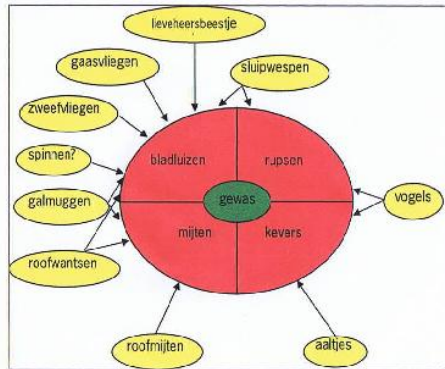 lieveheersbeestje
gaasvliegen
sluipwespen
zweefvliegen
spinnen?
bladluizen
rupsen
galmuggen
gewas
vogels
mijten
kevers
roofwantsen
roofmijten
aaltjes